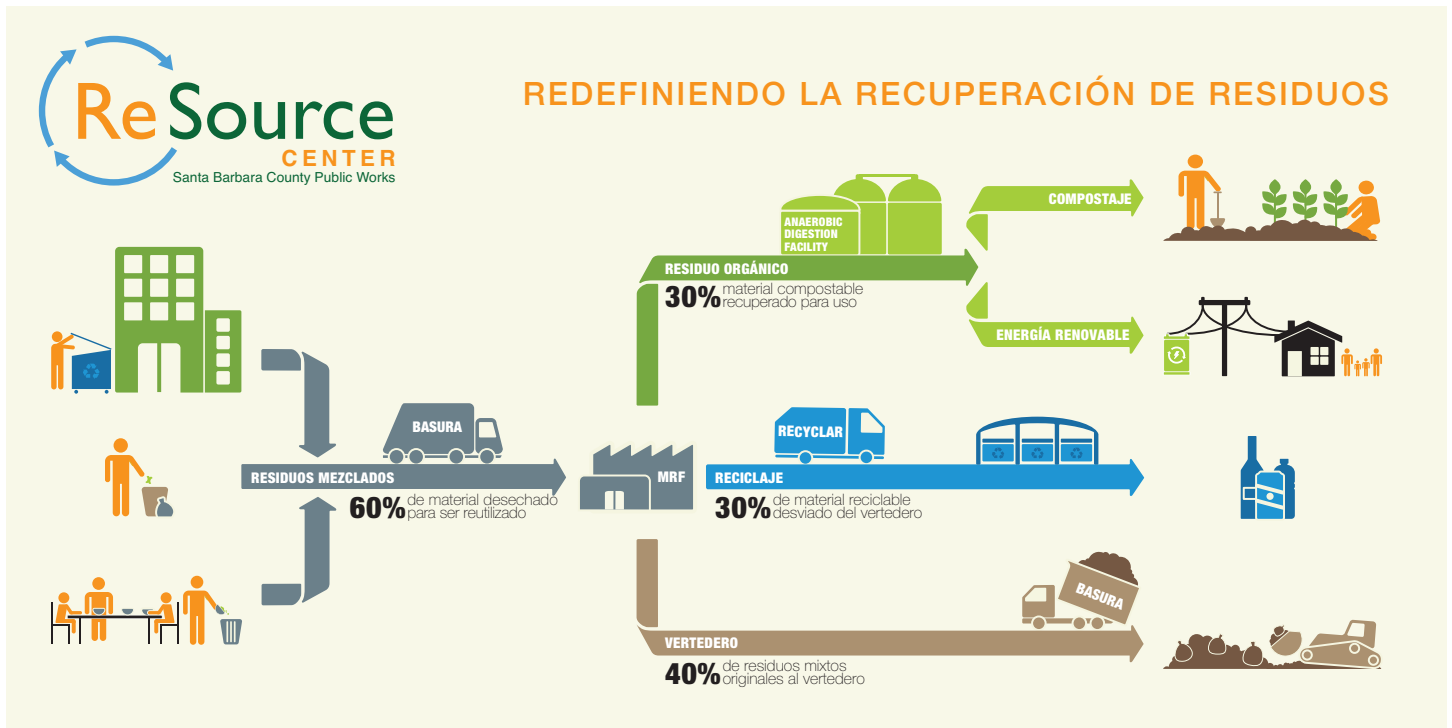 ReSource
CENTER
Santa Barbara County Public Works
REDEFINIENDO LA RECUPERACIÓN DE RESIDUOS
ANAEROBIC
DIGESTION
FACILITY
COMPOSTAJE
RESIDUO ORGÁNICO
30% material compostable
recuperado para uso
ENERGÍA RENOVABLE
BASURA
RESIDUOS MEZCLADOS
60% de material desechado
para ser reutilizado
MRF
RECYCLAR
RECICLAJE
30% de material reciclable
desviado del vertedero
BASURA
VERTEDERO
40% de residuos mixtos
originales al vertedero